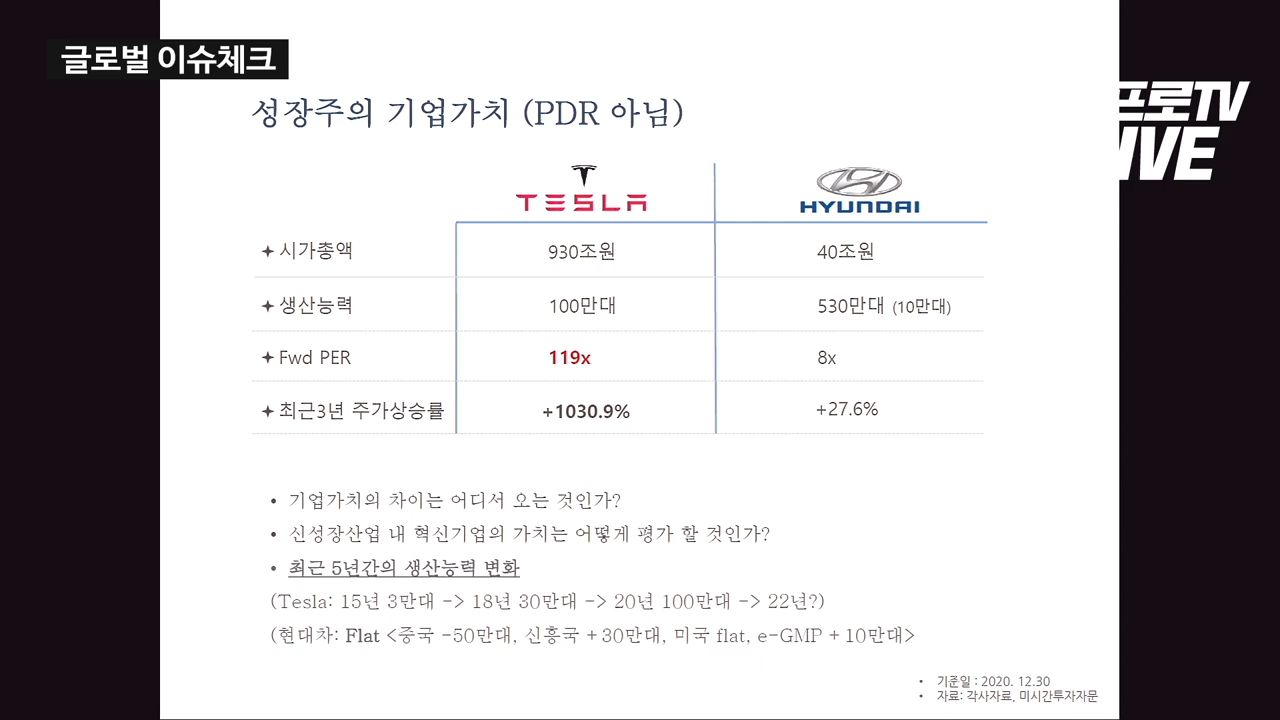 글로벌 이슈체크
프로TV
LIVE
성장주의 기업가치 (PDR 아님)
TESLA
HYUNDAI
시가총액 930조원 40조원
생산능력 100만대 530만대 (10만대)
Fwd PER 119x 8x
최근3년 주가상승률 +1030.9% +27.6%
• 기업가치의 차이는 어디서 오는 것인가?
• 신성장산업 내 혁신기업의 가치는 어떻게 평가 할 것인가?
• 최근 5년간의 생산능력 변화
(Tesla: 15년 3만대 -> 18년 30만대 -> 20년 100만대 -> 22년?)
(현대차: Flat <중국 -50만대, 신흥국 +30만대, 미국 flat, e-GMP +10만대>
• 기준일 : 2020. 12.30
• 자료: 각사자료, 미시간투자자문